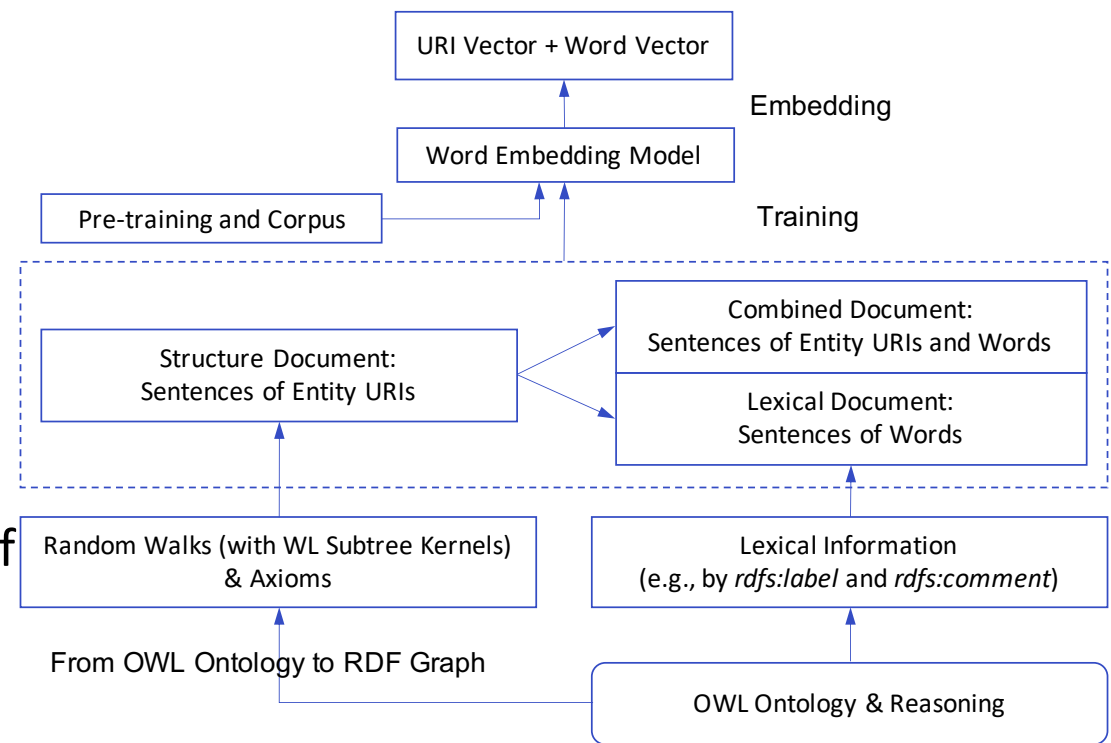 URI Vector + Word Vector
Embedding
Word Embedding Model
Pre-training and Corpus
Training
Combined Document:
Sentences of Entity URIs and Words
Structure Document:
Sentences of Entity URIs
Lexical Document:
Sentences of Words
f
Random Walks (with WL Subtree Kernels)
& Axioms
Lexical Information
(e.g., by rdfs:label and rdfs:comment)
From OWL Ontology to RDF Graph
OWL Ontology & Reasoning